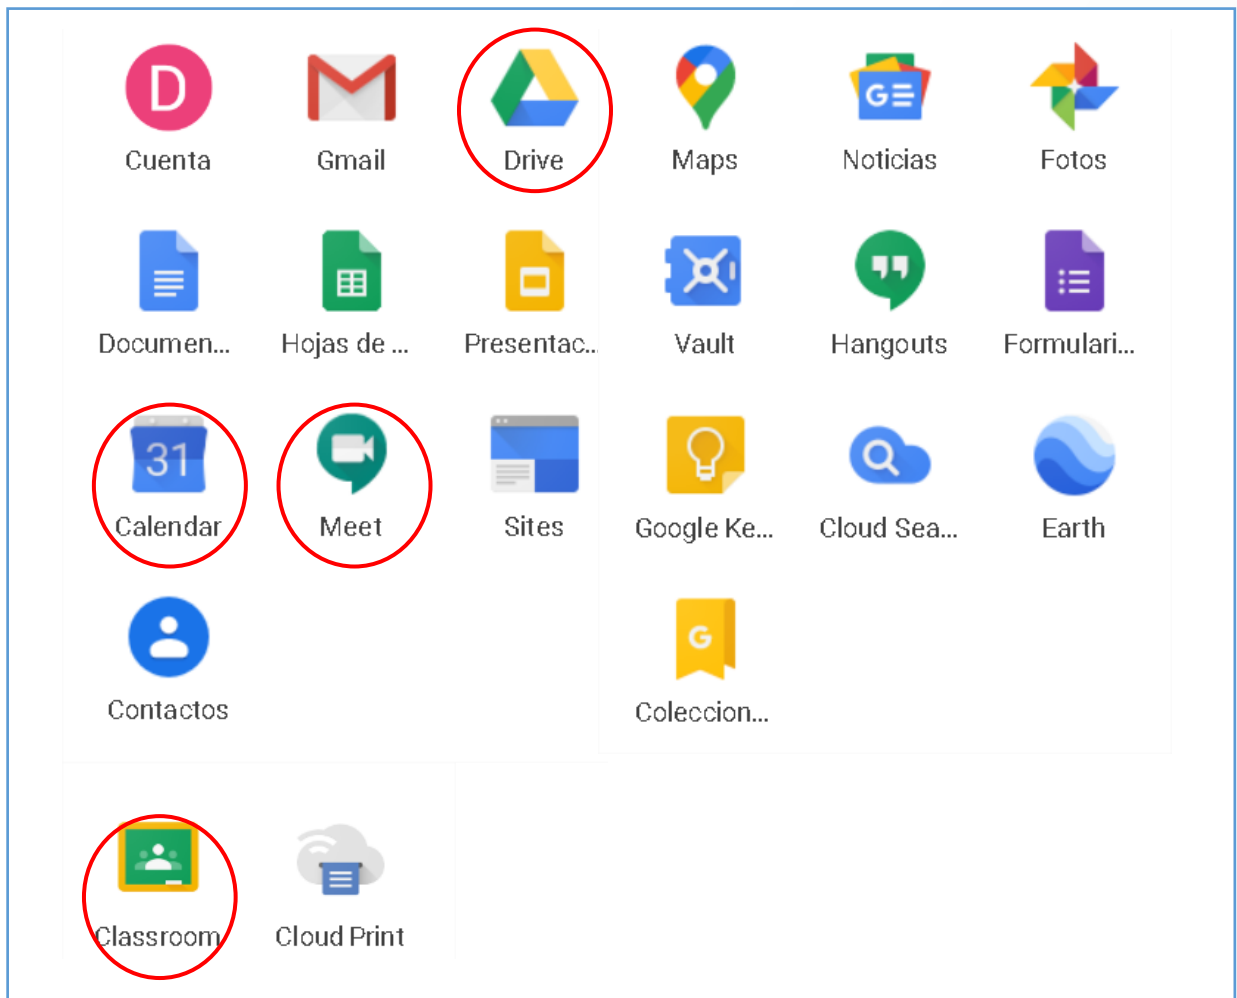 D
G
Cuenta Gmail Drive Maps Noticias Fotos
Documen... Hojas de ... Presentac... Vault Hangouts Formulari...
31
Calendar Meet Sites Google Ke... Cloud Sea... Earth
G
Contactos Coleccion...
Classroom Cloud Print